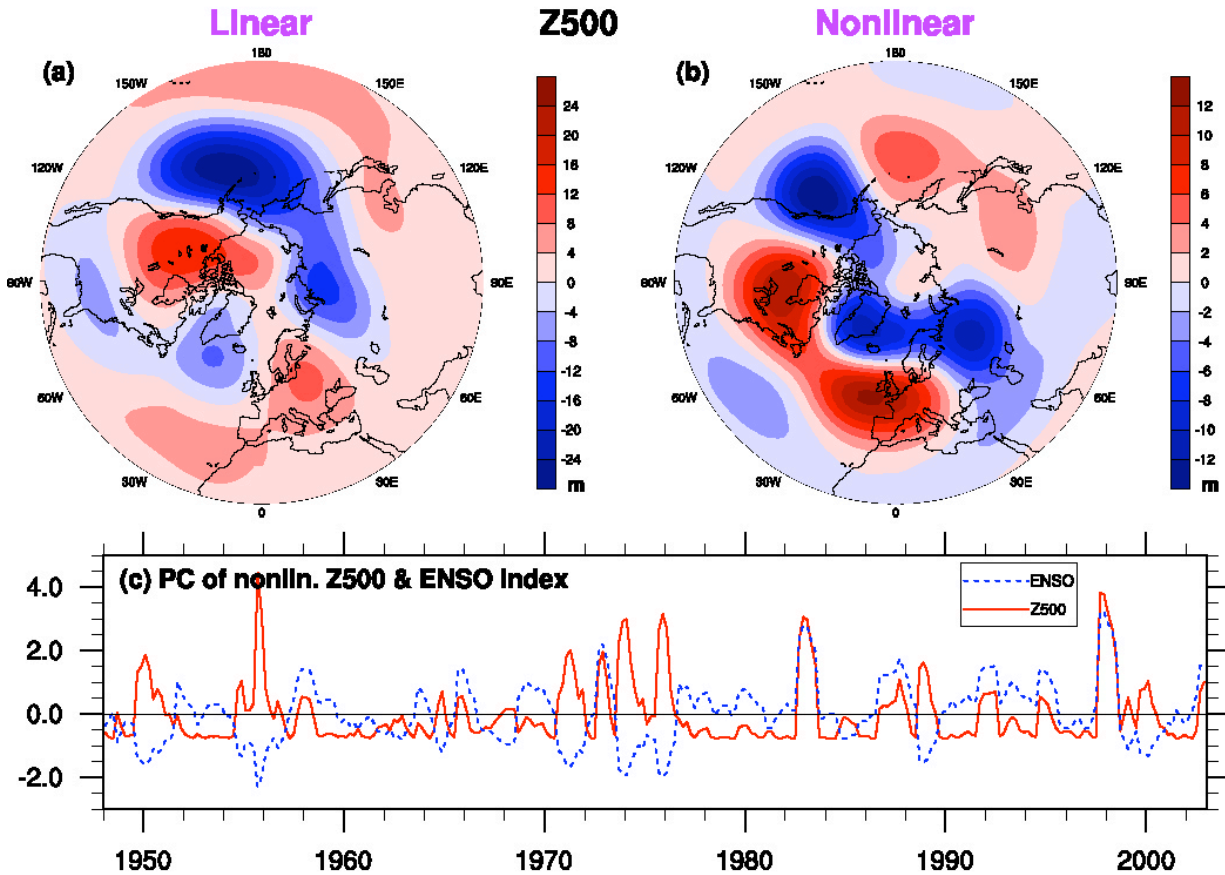 Linear Z500 Nonlinear
(a)
180
150W 150E
120W 120E
90W 90E
60W 60E
30W 30E
0
24
20
16
12
8
4
0
-4
-8
-12
-16
-20
-24
m
(b)
180
150W 150E
120W 120E
90W 90E
60W 60E
30W 30E
0
12
10
8
6
4
2
0
-2
-4
-6
-8
-10
-12
m
(c) PC of nonlin. Z500 & ENSO index
ENSO
Z500
4.0
2.0
0.0
-2.0
1950 1960 1970 1980 1990 2000